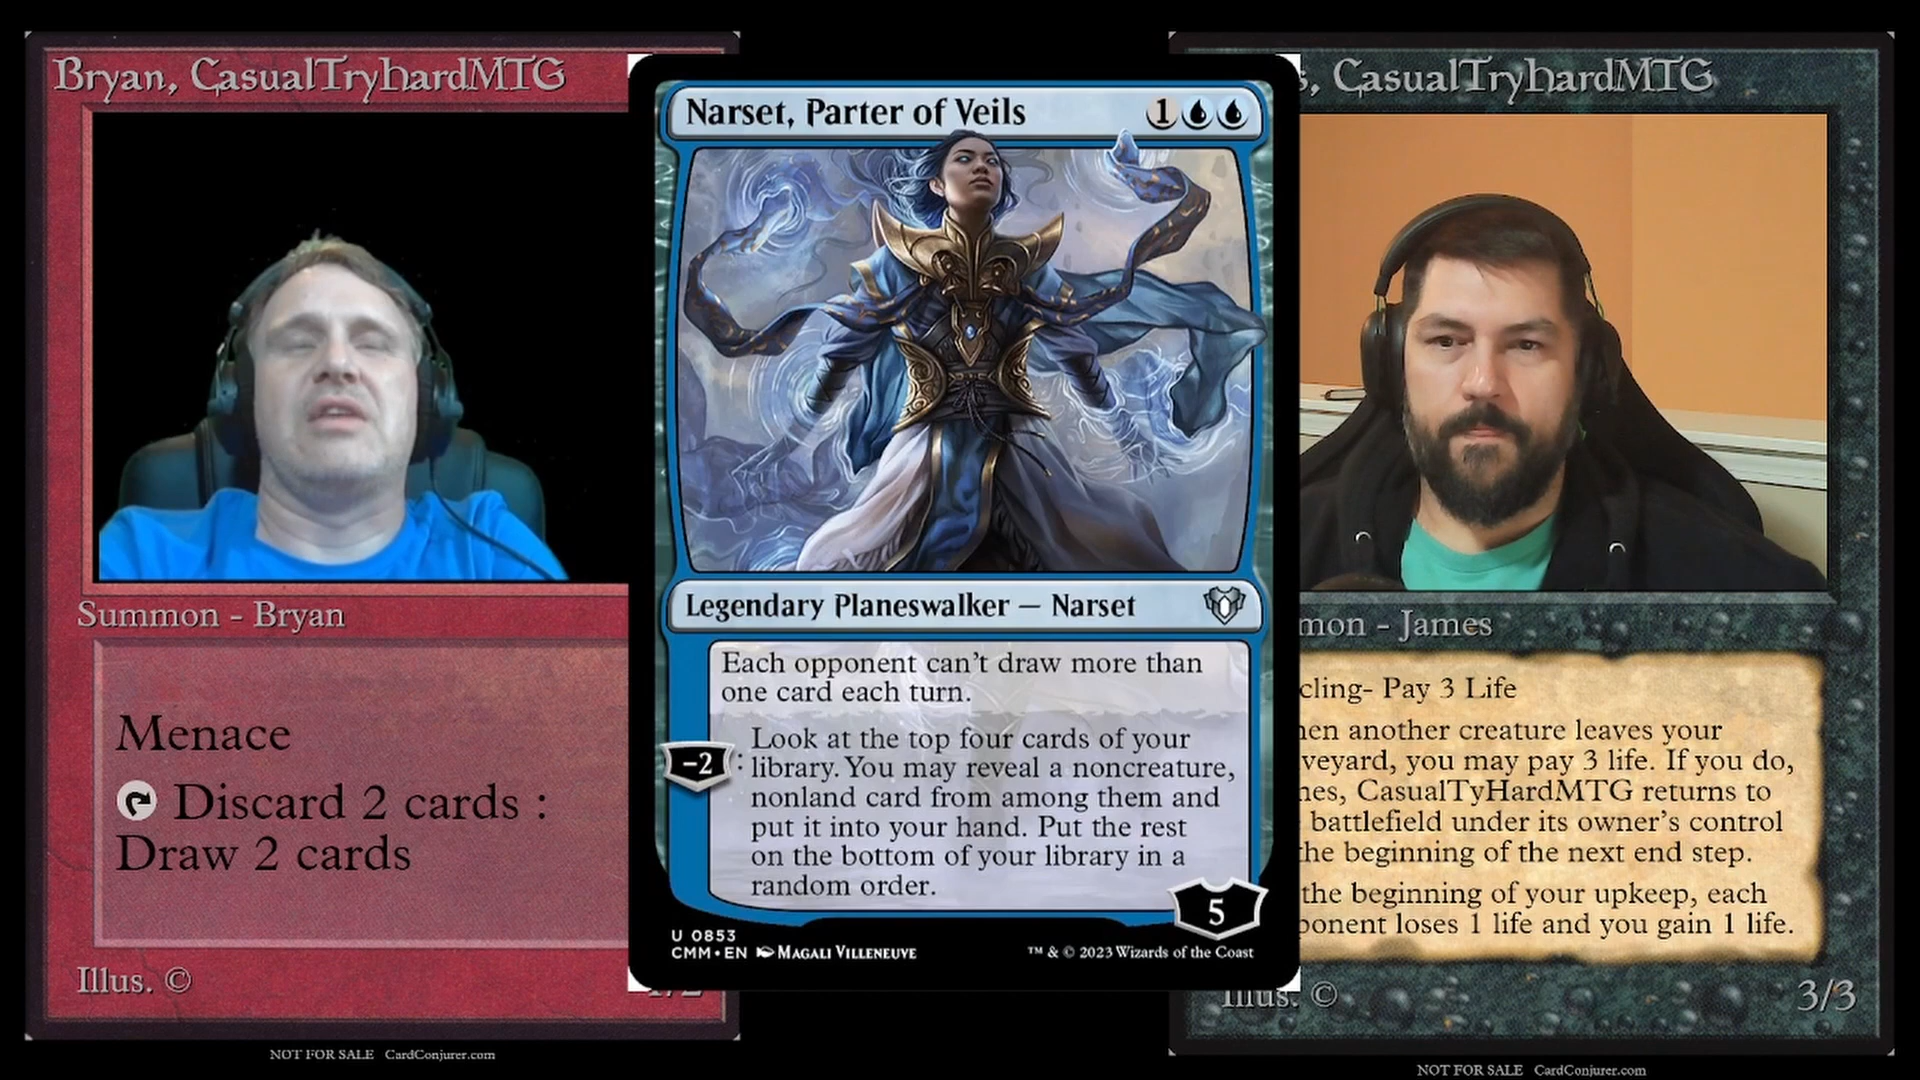 Bryan, CasualTryhardMTG
Summon - Bryan
Menace
Discard 2 cards :
Draw 2 cards
Illus. ©
NOT FOR SALE CardConjurer.com
Narset, Parter of Veils 1
Legendary Planeswalker — Narset
Each opponent can't draw more than
one card each turn.
−2 : Look at the top four cards of your
library. You may reveal a noncreature,
nonland card from among them and
put it into your hand. Put the rest
on the bottom of your library in a
random order.
5
U 0853
CMM • EN MAGALI VILLENEUVE
™ & © 2023 Wizards of the Coast
CasualTryhardMTG
- James
Pay 3 Life
another creature leaves your
you may pay 3 life. If you do,
CasualTyHardMTG returns to
battlefield under its owner's control
the beginning of the next end step.
the beginning of your upkeep, each
loses 1 life and you gain 1 life.
Illus. ©
3/3
NOT FOR SALE CardConjurer.com